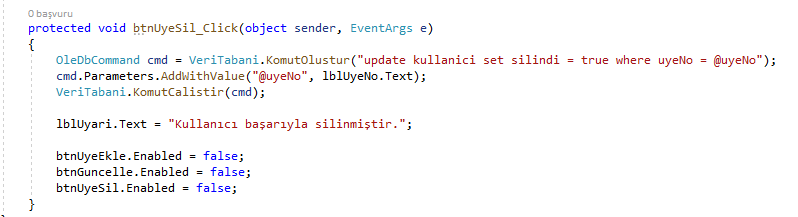 0 başvuru
protected void btnUyeSil_Click(object sender, EventArgs e)
{
OleDbCommand cmd = VeriTabani.KomutOlustur("update kullanici set silindi = true where uyeNo = @uyeNo");
cmd.Parameters.AddWithValue("@uyeNo", lblUyeNo.Text);
VeriTabani.KomutCalistir(cmd);
lblUyari.Text = "Kullanıcı başarıyla silinmiştir.";
btnUyeEkle.Enabled = false;
btnGuncelle.Enabled = false;
btnUyeSil.Enabled = false;
}